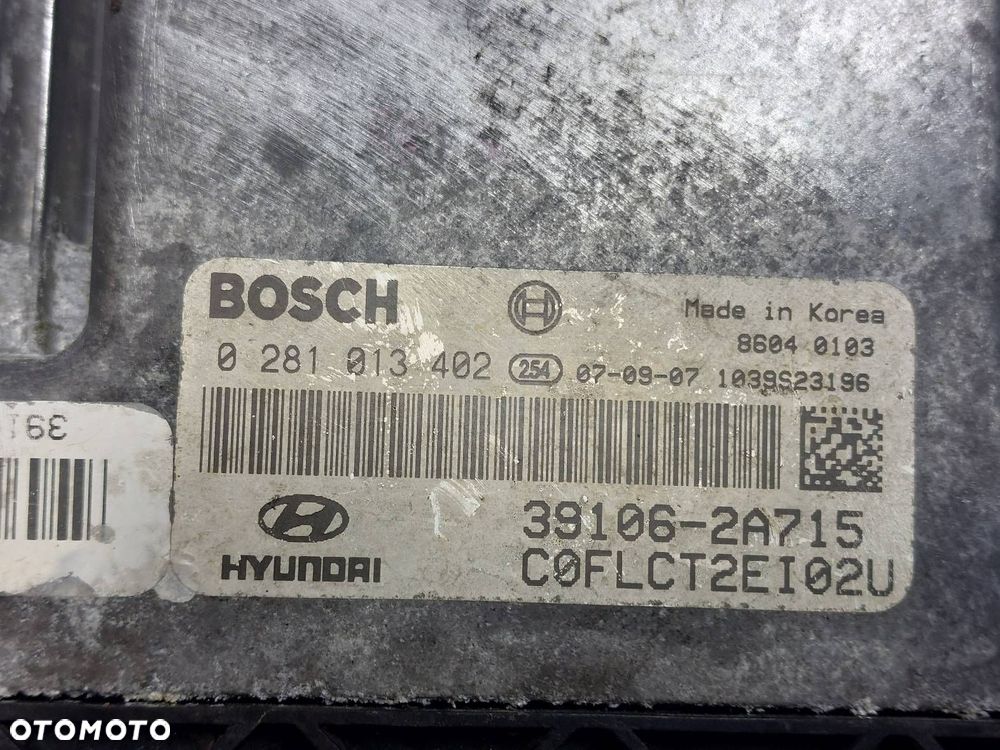 BOSCH
Made in Korea
8604 0103
0 281 013 402 254 07-09-07 1039S23196
391
39106-2A715
HYUNDAI
C0FLCT2EI02U
OTOMOTO